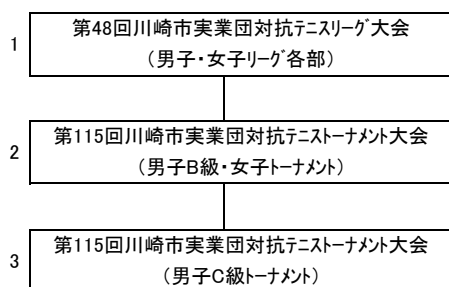 1
第48回川崎市実業団対抗テニスリーグ大会
（男子・女子リーグ各部）
2
第115回川崎市実業団対抗テニストーナメント大会
（男子B級・女子トーナメント）
3
第115回川崎市実業団対抗テニストーナメント大会
（男子C級トーナメント）